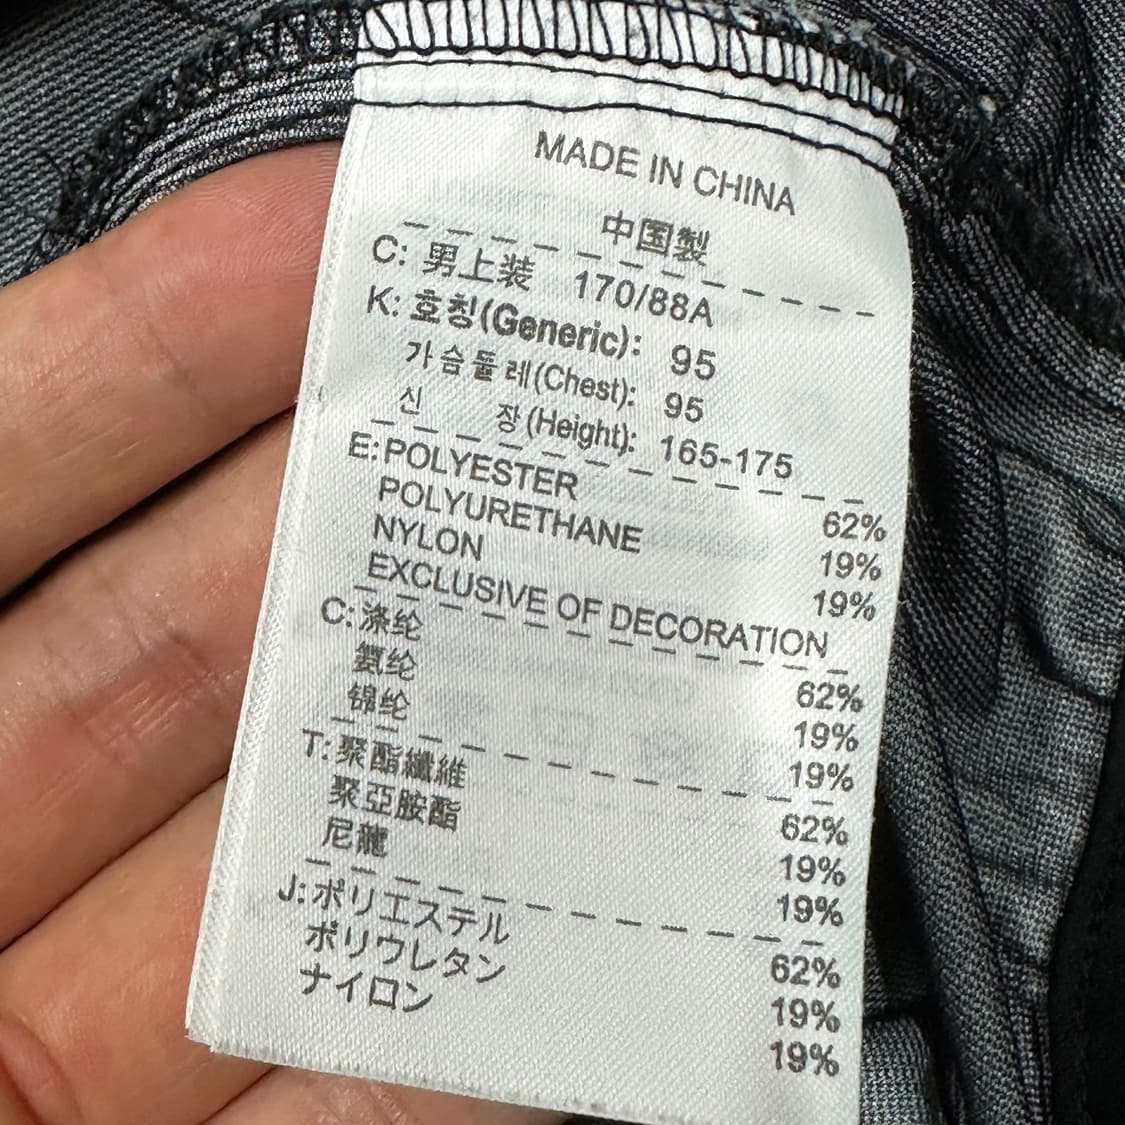 MADE IN CHINA
中国製
C: 男上装 170/88A
K: 호칭(Generic): 95
가슴둘레(Chest): 95
신 장(Height): 165-175
E: POLYESTER 62%
POLYURETHANE 19%
NYLON 19%
EXCLUSIVE OF DECORATION
C: 涤纶 62%
氨纶 19%
锦纶 19%
T: 聚酯纖維 62%
聚亞胺酯 19%
尼龍 19%
J: ポリエステル 62%
ポリウレタン 19%
ナイロン 19%